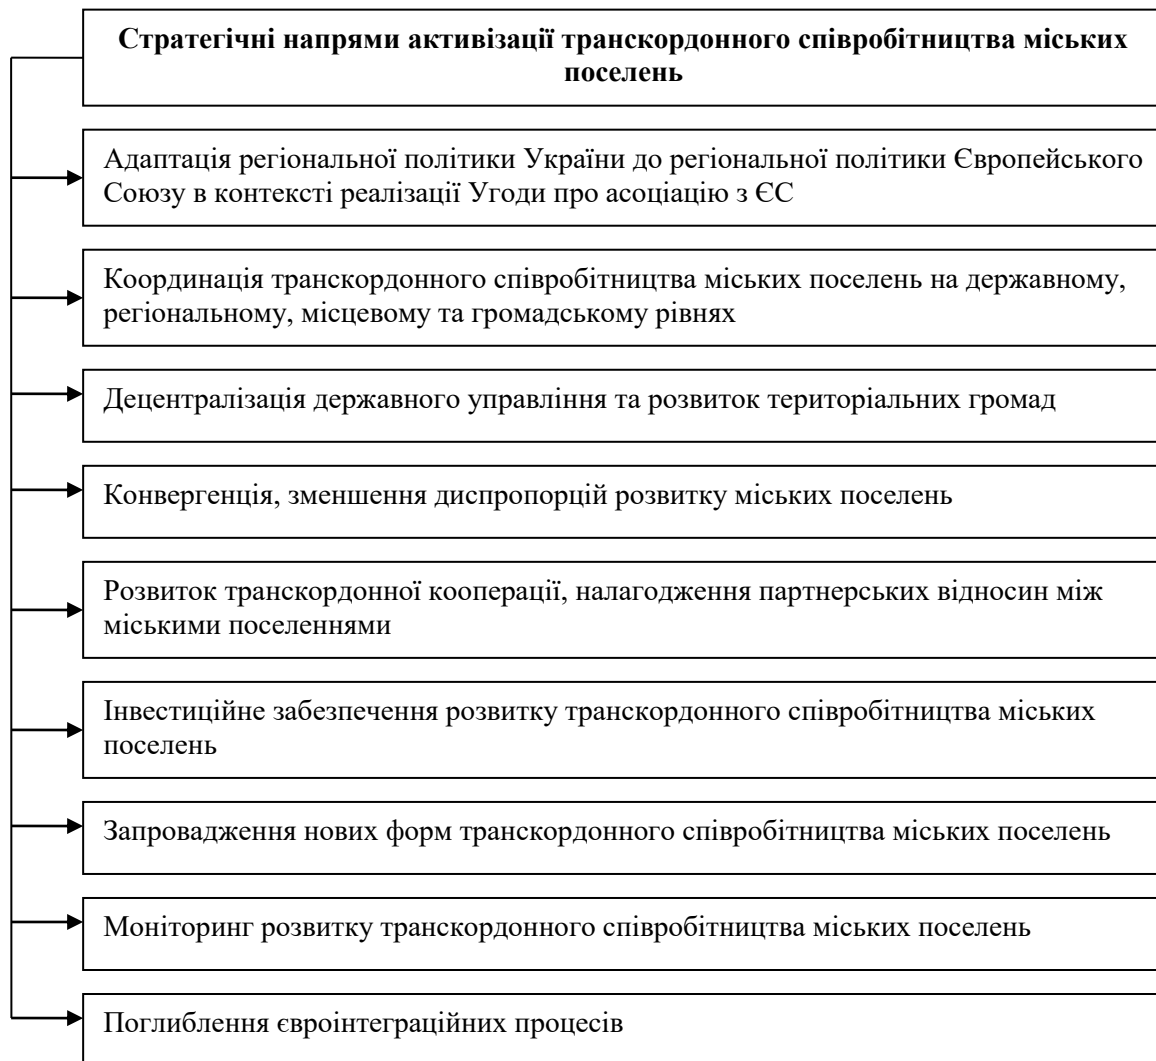 Стратегічні напрями активізації транскордонного співробітництва міських
поселень
Адаптація регіональної політики України до регіональної політики Європейського
Союзу в контексті реалізації Угоди про асоціацію з ЄС
Координація транскордонного співробітництва міських поселень на державному,
регіональному, місцевому та громадському рівнях
Децентралізація державного управління та розвиток територіальних громад
Конвергенція, зменшення диспропорцій розвитку міських поселень
Розвиток транскордонної кооперації, налагодження партнерських відносин між
міськими поселеннями
Інвестиційне забезпечення розвитку транскордонного співробітництва міських
поселень
Запровадження нових форм транскордонного співробітництва міських поселень
Моніторинг розвитку транскордонного співробітництва міських поселень
Поглиблення євроінтеграційних процесів